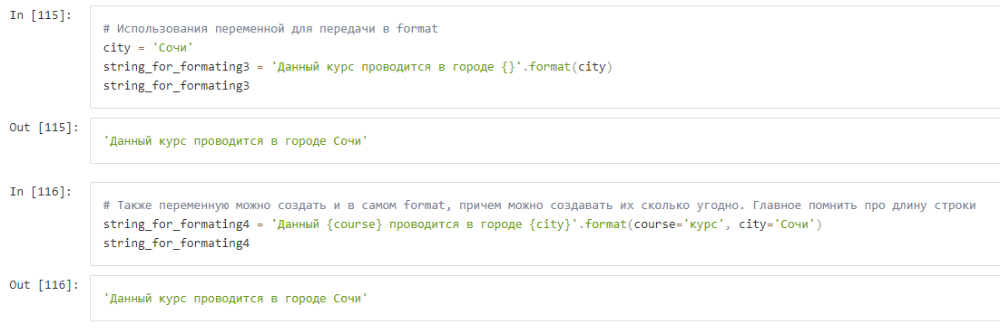 In [115]:
# Использования переменной для передачи в format
city = 'Сочи'
string_for_formating3 = 'Данный курс проводится в городе {}'.format(city)
string_for_formating3
Out [115]:
'Данный курс проводится в городе Сочи'
In [116]:
# Также переменную можно создать и в самом format, причем можно создавать их сколько угодно. Главное помнить про длину строки
string_for_formating4 = 'Данный {course} проводится в городе {city}'.format(course='курс', city='Сочи')
string_for_formating4
Out [116]:
'Данный курс проводится в городе Сочи'